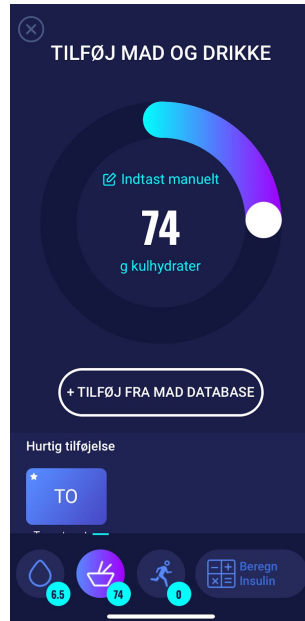 TILFØJ MAD OG DRIKKE
Indtast manuelt
74
g kulhydrater
+ TILFØJ FRA MAD DATABASE
Hurtig tilføjelse
TO
6.5
74
0
Beregn
Insulin